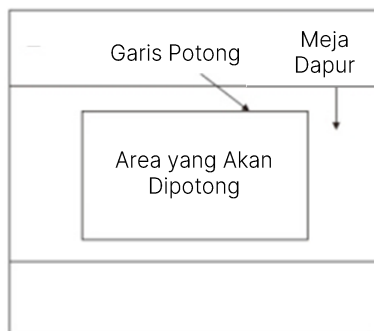 Garis Potong
Meja
Dapur
Area yang Akan
Dipotong